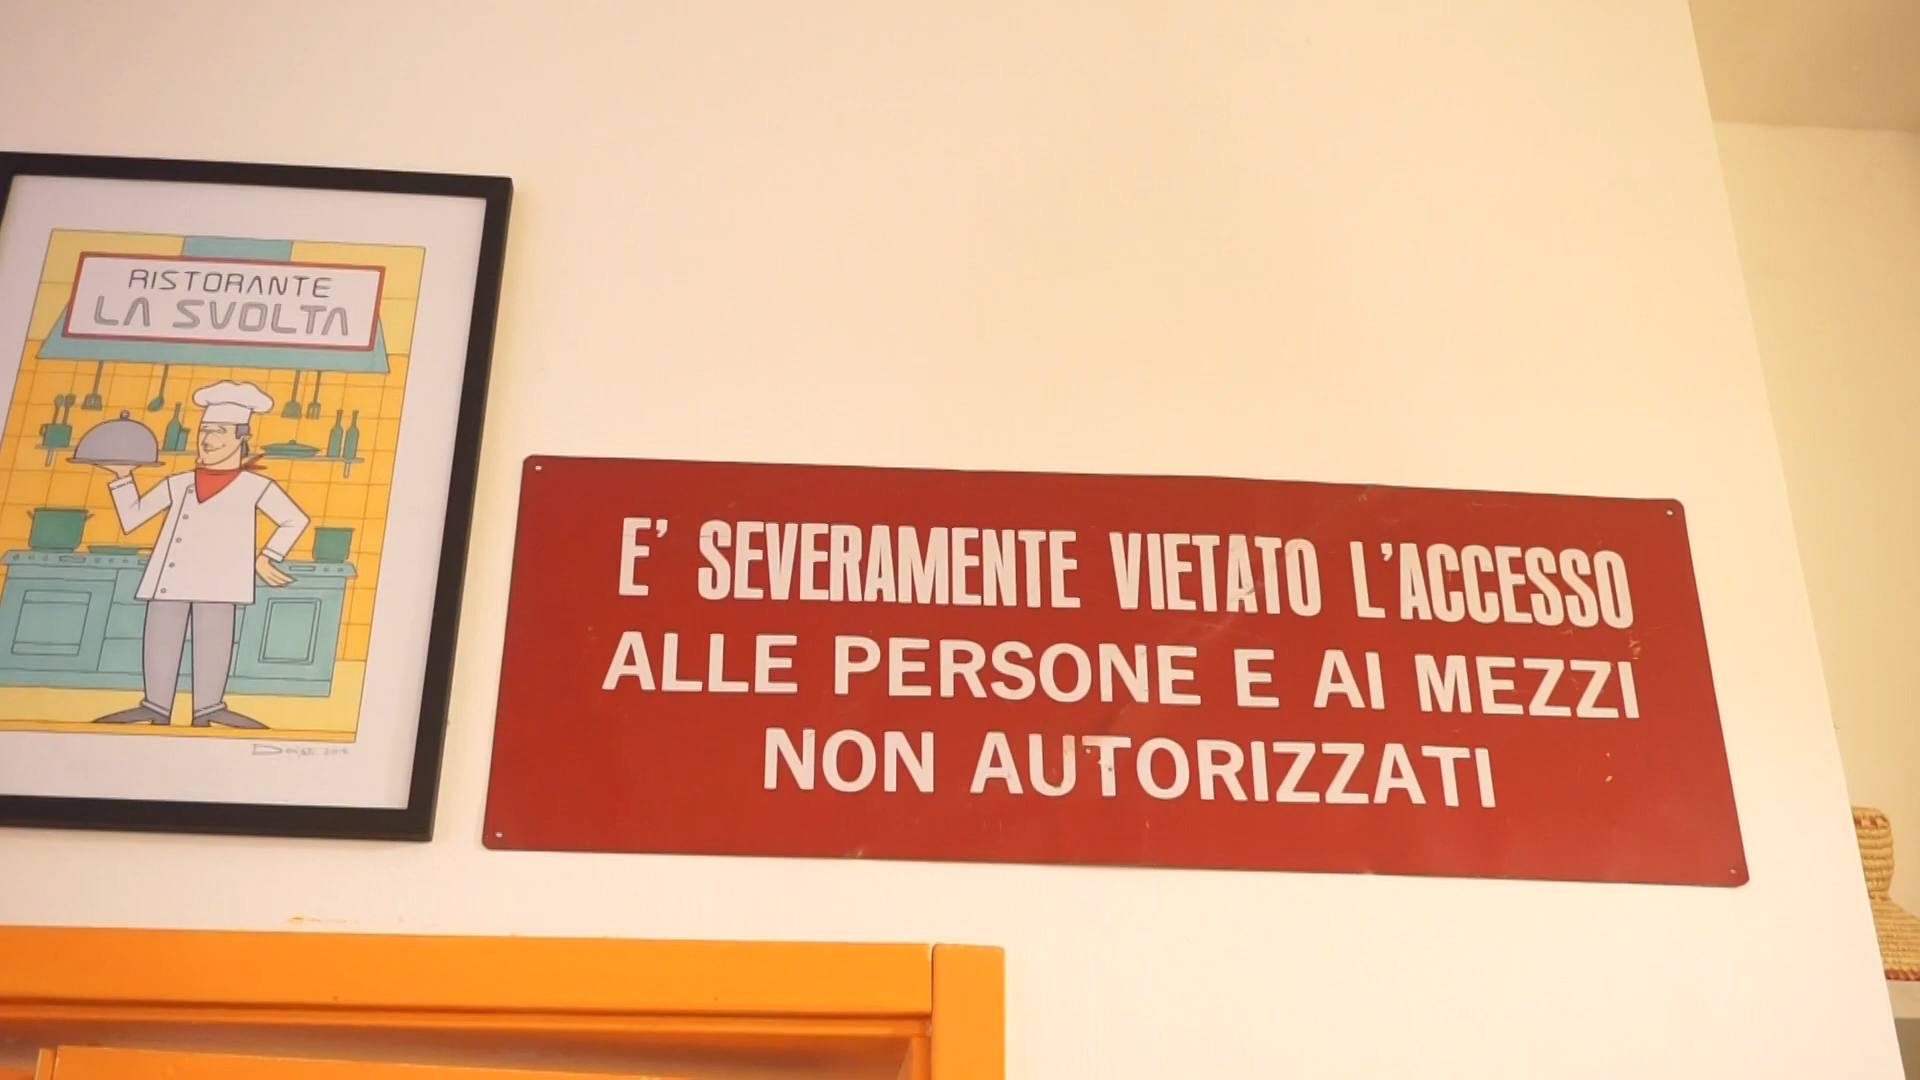 RISTORANTE
LA SVOLTA
E' SEVERAMENTE VIETATO L'ACCESSO
ALLE PERSONE E AI MEZZI
NON AUTORIZZATI